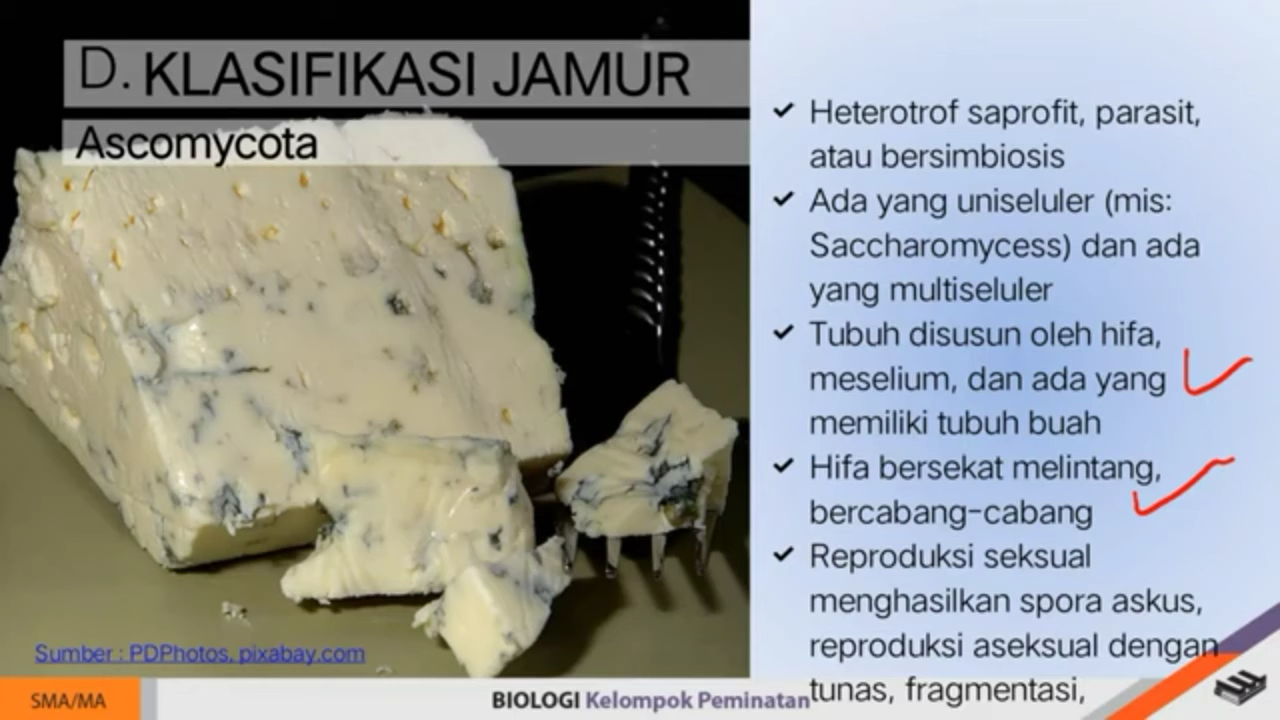 D. KLASIFIKASI JAMUR
Ascomycota
✓ Heterotrof saprofit, parasit,
atau bersimbiosis
✓ Ada yang uniseluler (mis:
Saccharomycess) dan ada
yang multiseluler
✓ Tubuh disusun oleh hifa,
meselium, dan ada yang
memiliki tubuh buah
✓ Hifa bersekat melintang,
bercabang-cabang
✓ Reproduksi seksual
menghasilkan spora askus,
reproduksi aseksual dengan
tunas, fragmentasi,
Sumber : PDPhotos, pixabay.com
SMA/MA
BIOLOGI Kelompok Peminatan